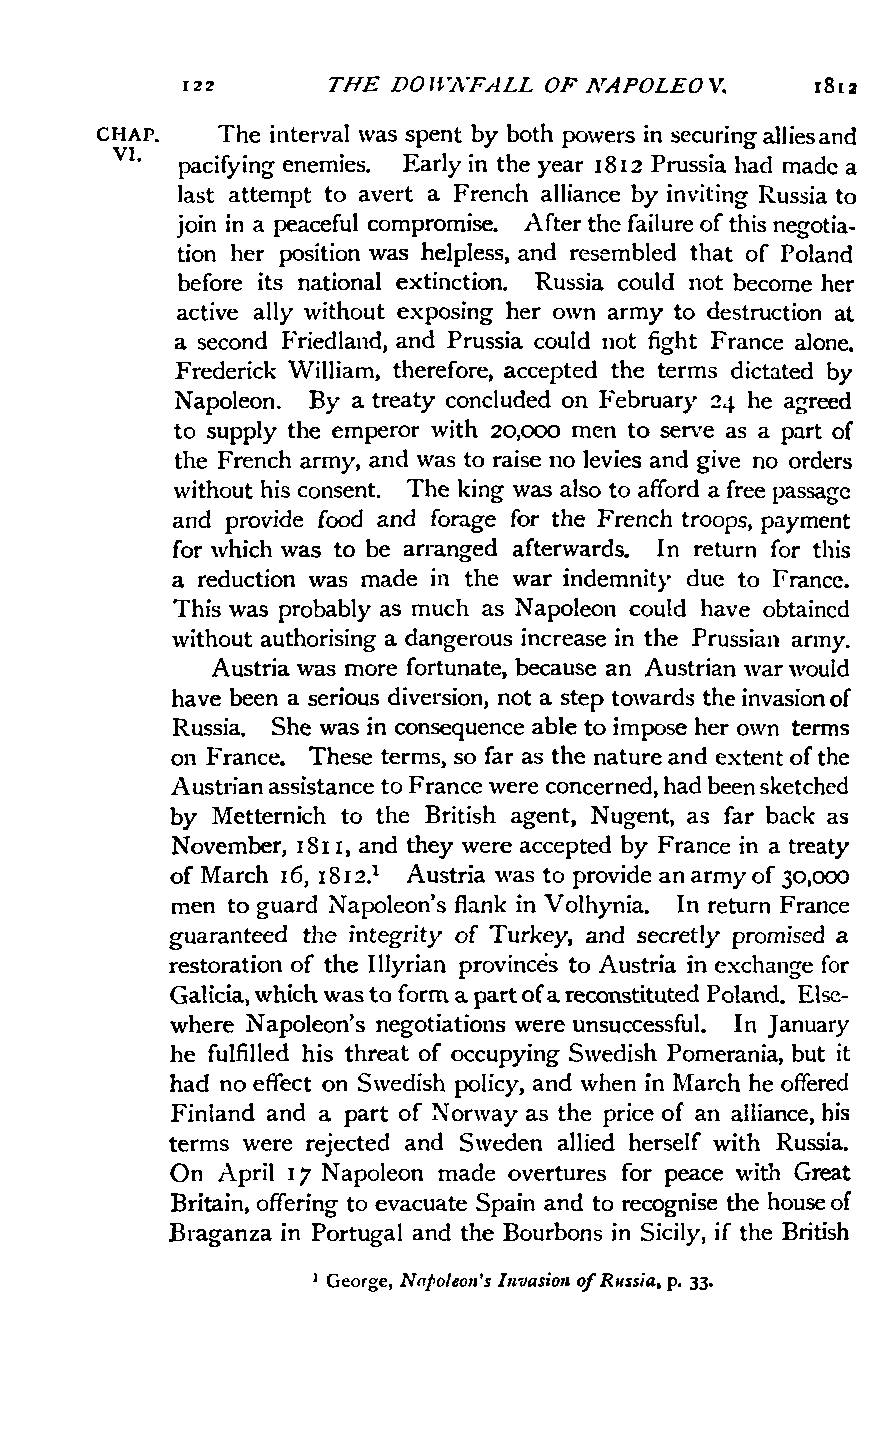 122 THE DOWNFALL OF NAPOLEON. 1812
CHAP. VI.
The interval was spent by both powers in securing allies and
pacifying enemies. Early in the year 1812 Prussia had made a
last attempt to avert a French alliance by inviting Russia to
join in a peaceful compromise. After the failure of this negotia-
tion her position was helpless, and resembled that of Poland
before its national extinction. Russia could not become her
active ally without exposing her own army to destruction at
a second Friedland, and Prussia could not fight France alone.
Frederick William, therefore, accepted the terms dictated by
Napoleon. By a treaty concluded on February 24 he agreed
to supply the emperor with 20,000 men to serve as a part of
the French army, and was to raise no levies and give no orders
without his consent. The king was also to afford a free passage
and provide food and forage for the French troops, payment
for which was to be arranged afterwards. In return for this
a reduction was made in the war indemnity due to France.
This was probably as much as Napoleon could have obtained
without authorising a dangerous increase in the Prussian army.
Austria was more fortunate, because an Austrian war would
have been a serious diversion, not a step towards the invasion of
Russia. She was in consequence able to impose her own terms
on France. These terms, so far as the nature and extent of the
Austrian assistance to France were concerned, had been sketched
by Metternich to the British agent, Nugent, as far back as
November, 1811, and they were accepted by France in a treaty
of March 16, 1812.¹ Austria was to provide an army of 30,000
men to guard Napoleon's flank in Volhynia. In return France
guaranteed the integrity of Turkey, and secretly promised a
restoration of the Illyrian provinces to Austria in exchange for
Galicia, which was to form a part of a reconstituted Poland. Else-
where Napoleon's negotiations were unsuccessful. In January
he fulfilled his threat of occupying Swedish Pomerania, but it
had no effect on Swedish policy, and when in March he offered
Finland and a part of Norway as the price of an alliance, his
terms were rejected and Sweden allied herself with Russia.
On April 17 Napoleon made overtures for peace with Great
Britain, offering to evacuate Spain and to recognise the house of
Braganza in Portugal and the Bourbons in Sicily, if the British
¹ George, Napoleon's Invasion of Russia, p. 33.